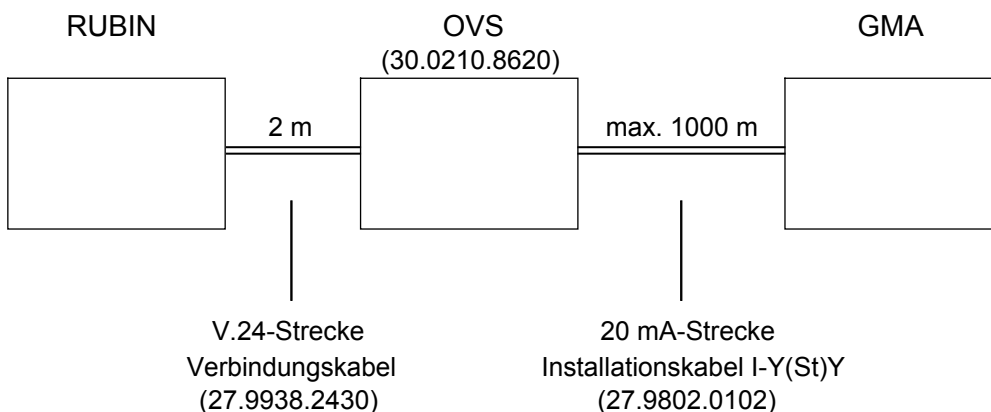 RUBIN
OVS
(30.0210.8620)
GMA
2 m
max. 1000 m
V.24-Strecke
Verbindungskabel
(27.9938.2430)
20 mA-Strecke
Installationskabel I-Y(St)Y
(27.9802.0102)